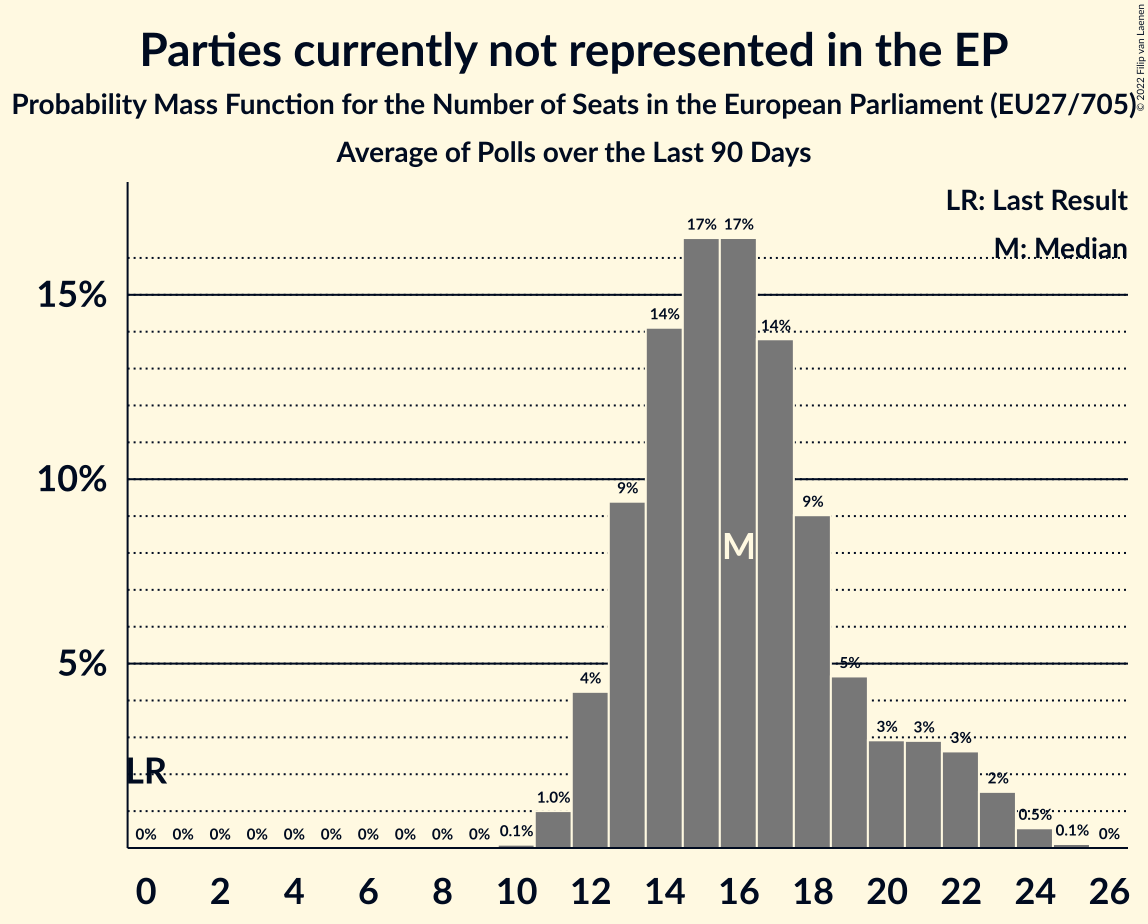 Parties currently not represented in the EP
Probability Mass Function for the Number of Seats in the European Parliament (EU27/705)
Average of Polls over the Last 90 Days
© 2022 Filip van Laenen
LR: Last Result
M: Median
15%
10%
5%
LR
M
0% 0% 0% 0% 0% 0% 0% 0% 0% 0% 0.1% 1.0% 4% 9% 14% 17% 17% 14% 9% 5% 3% 3% 3% 2% 0.5% 0.1% 0%
0 2 4 6 8 10 12 14 16 18 20 22 24 26